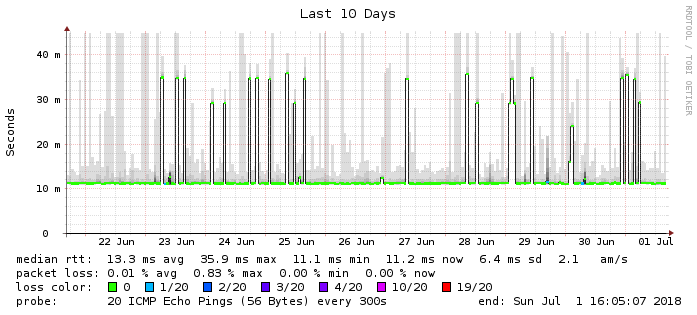 Last 10 Days
RRDTOOL / TOBI OETIKER
Seconds
40 m
30 m
20 m
10 m
0
22 Jun 23 Jun 24 Jun 25 Jun 26 Jun 27 Jun 28 Jun 29 Jun 30 Jun 01 Jul
median rtt: 13.3 ms avg 35.9 ms max 11.1 ms min 11.2 ms now 6.4 ms sd 2.1 am/s
packet loss: 0.01 % avg 0.83 % max 0.00 % min 0.00 % now
loss color: 0 1/20 2/20 3/20 4/20 10/20 19/20
probe: 20 ICMP Echo Pings (56 Bytes) every 300s end: Sun Jul 1 16:05:07 2018